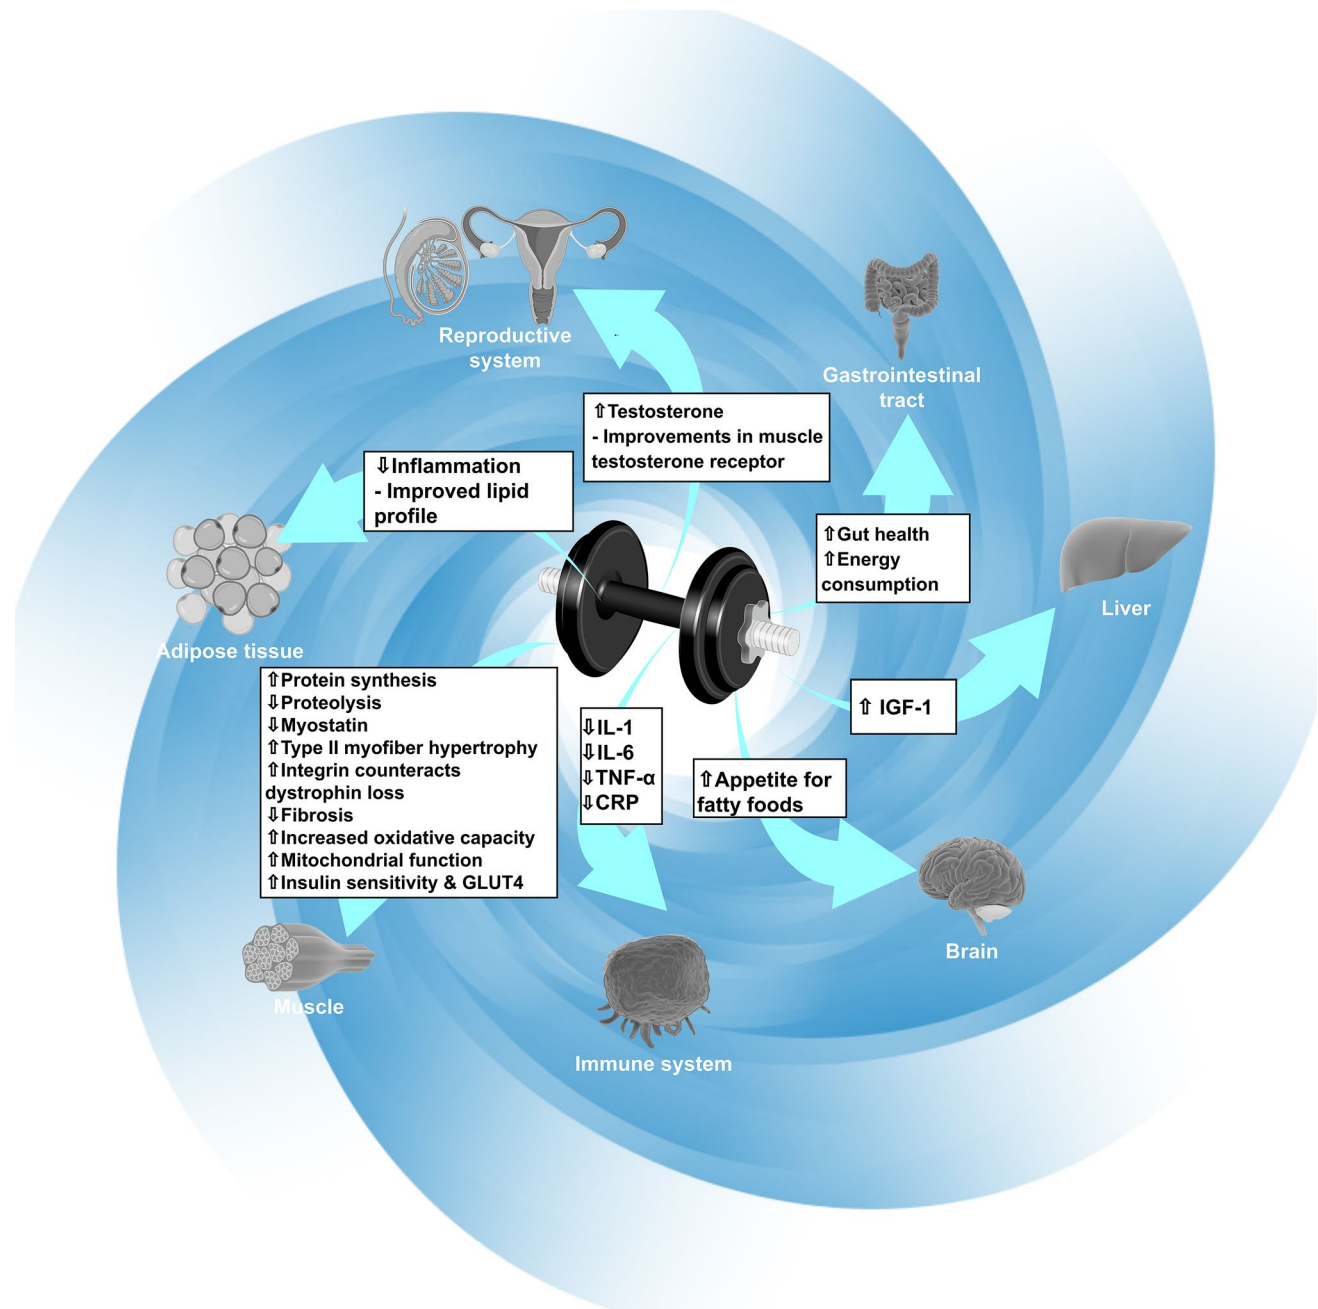 Reproductive
system
Gastrointestinal
tract
⇧Testosterone
- Improvements in muscle
testosterone receptor
⇩Inflammation
- Improved lipid
profile
⇧Gut health
⇧Energy
consumption
Liver
Adipose tissue
⇧Protein synthesis
⇩Proteolysis
⇩Myostatin
⇧Type II myofiber hypertrophy
⇧Integrin counteracts
dystrophin loss
⇩Fibrosis
⇧Increased oxidative capacity
⇧Mitochondrial function
⇧Insulin sensitivity & GLUT4
⇩IL-1
⇩IL-6
⇩TNF-α
⇩CRP
⇧ IGF-1
⇧Appetite for
fatty foods
Brain
Muscle
Immune system